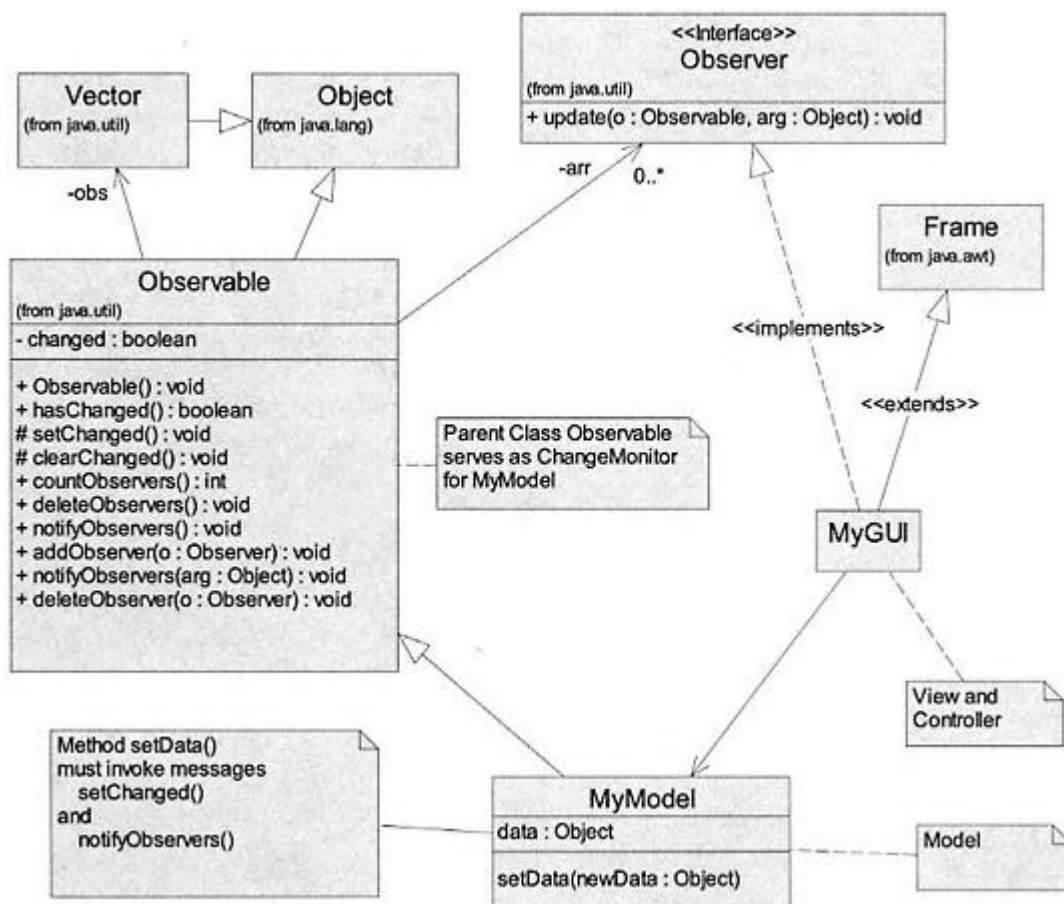 <<Interface>>
Observer
(from java.util)
+ update(o : Observable, arg : Object) : void
Vector
(from java.util)
Object
(from java.lang)
-obs
-arr
0..*
Frame
(from java.awt)
Observable
(from java.util)
- changed : boolean
+ Observable() : void
+ hasChanged() : boolean
# setChanged() : void
# clearChanged() : void
+ countObservers() : int
+ deleteObservers() : void
+ notifyObservers() : void
+ addObserver(o : Observer) : void
+ notifyObservers(arg : Object) : void
+ deleteObserver(o : Observer) : void
<<implements>>
<<extends>>
Parent Class Observable
serves as ChangeMonitor
for MyModel
MyGUI
View and
Controller
Method setData()
must invoke messages
setChanged()
and
notifyObservers()
MyModel
data : Object
setData(newData : Object)
Model